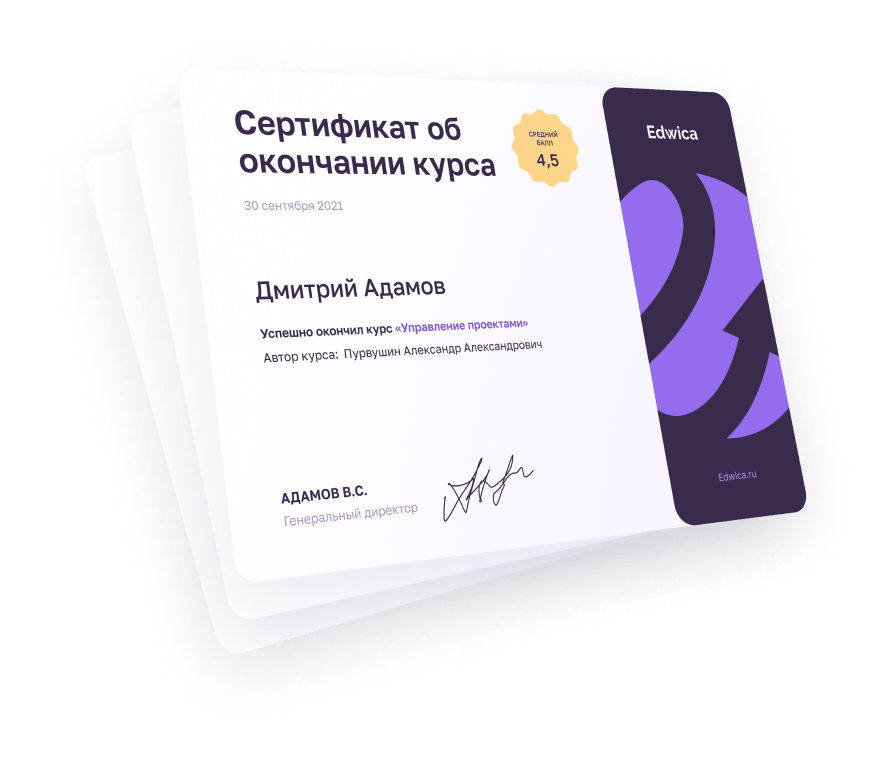 Сертификат об
окончании курса
СРЕДНИЙ
БАЛЛ
4,5
Edwica
30 сентября 2021
Дмитрий Адамов
Успешно окончил курс «Управление проектами»
Автор курса: Пурвушин Александр Александрович
АДАМОВ В.С.
Генеральный директор
Edwica.ru